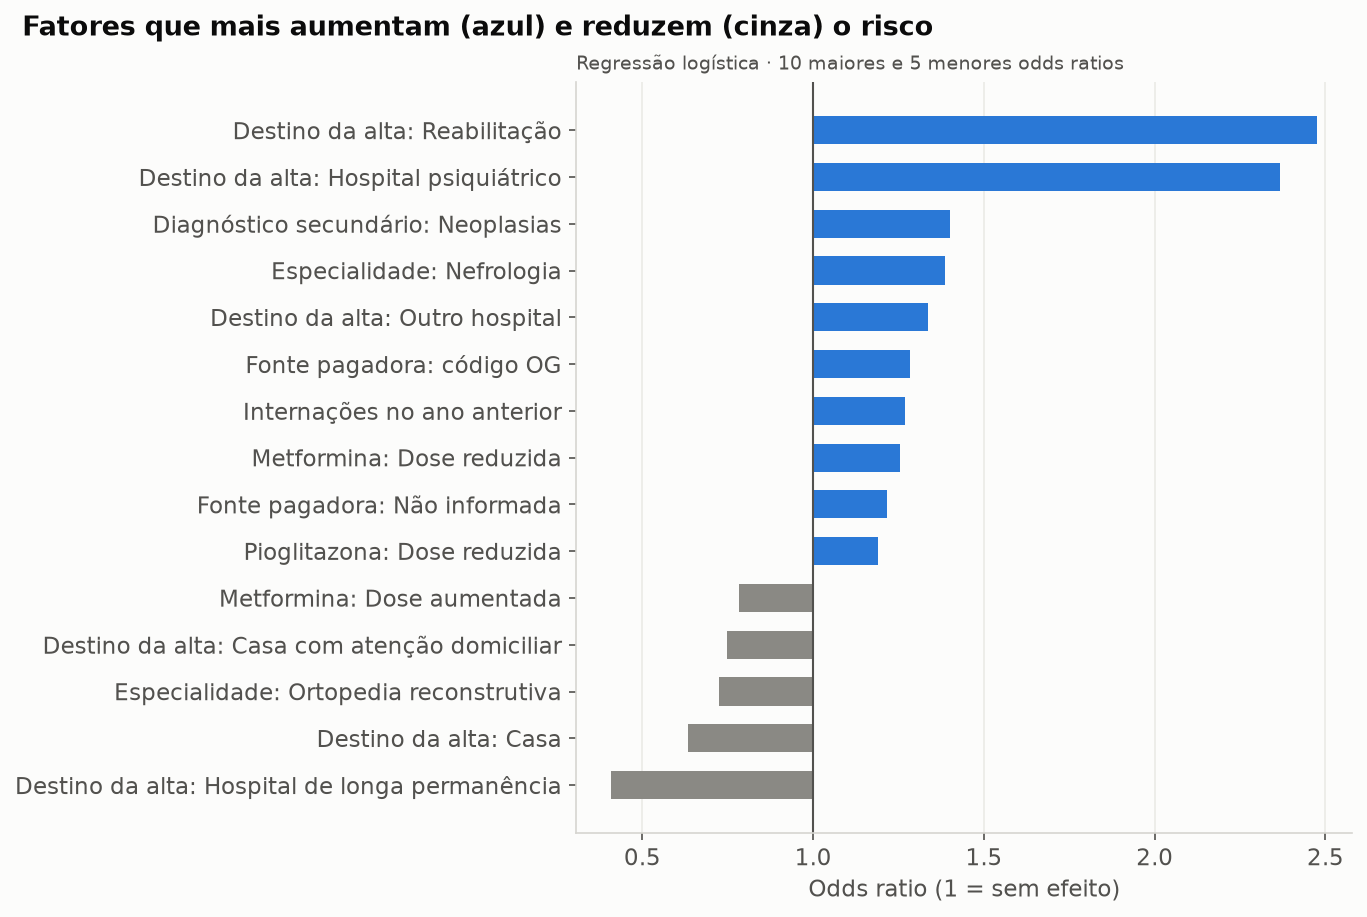 Fatores que mais aumentam (azul) e reduzem (cinza) o risco
Regressão logística · 10 maiores e 5 menores odds ratios
Destino da alta: Reabilitação
Destino da alta: Hospital psiquiátrico
Diagnóstico secundário: Neoplasias
Especialidade: Nefrologia
Destino da alta: Outro hospital
Fonte pagadora: código OG
Internações no ano anterior
Metformina: Dose reduzida
Fonte pagadora: Não informada
Pioglitazona: Dose reduzida
Metformina: Dose aumentada
Destino da alta: Casa com atenção domiciliar
Especialidade: Ortopedia reconstrutiva
Destino da alta: Casa
Destino da alta: Hospital de longa permanência
0.5 1.0 1.5 2.0 2.5
Odds ratio (1 = sem efeito)